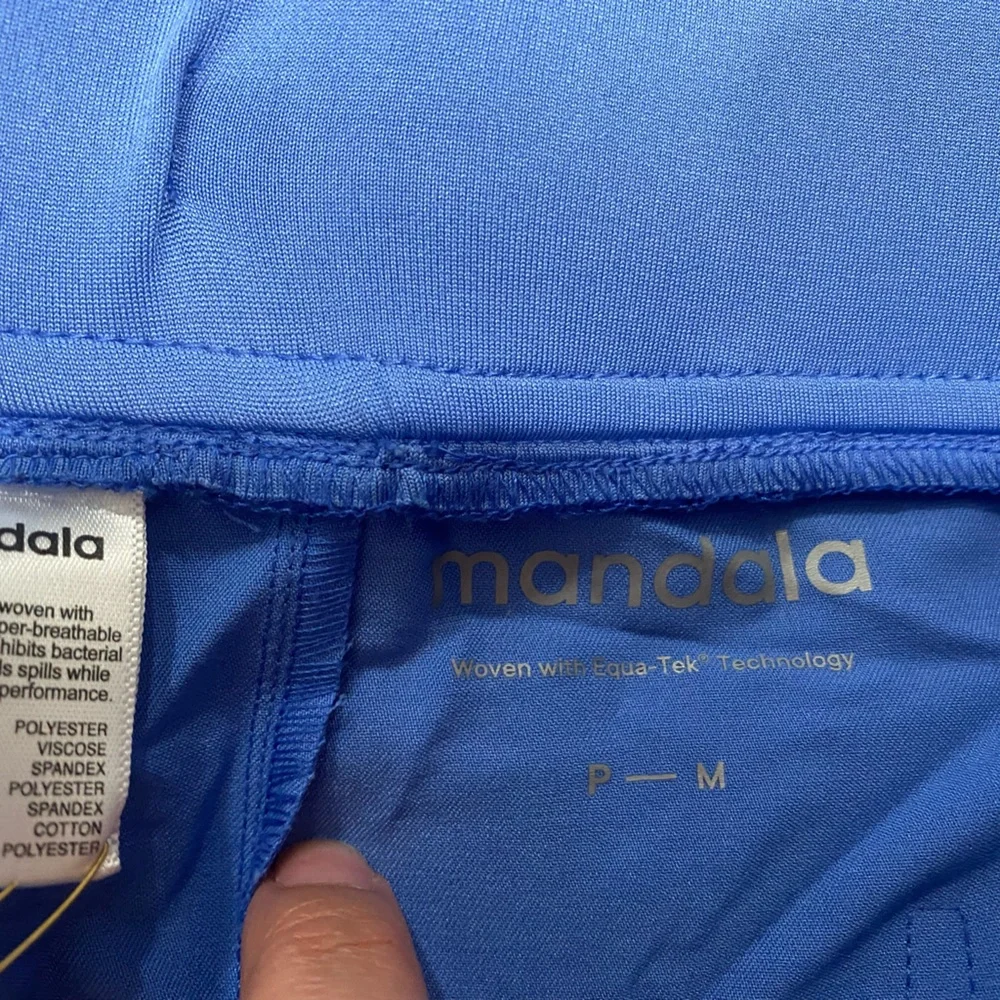 dala
woven with
per-breathable
hibits bacterial
ls spills while
performance.
POLYESTER
VISCOSE
SPANDEX
POLYESTER
SPANDEX
COTTON
POLYESTER
mandala
Woven with Equa-Tek® Technology
P — M